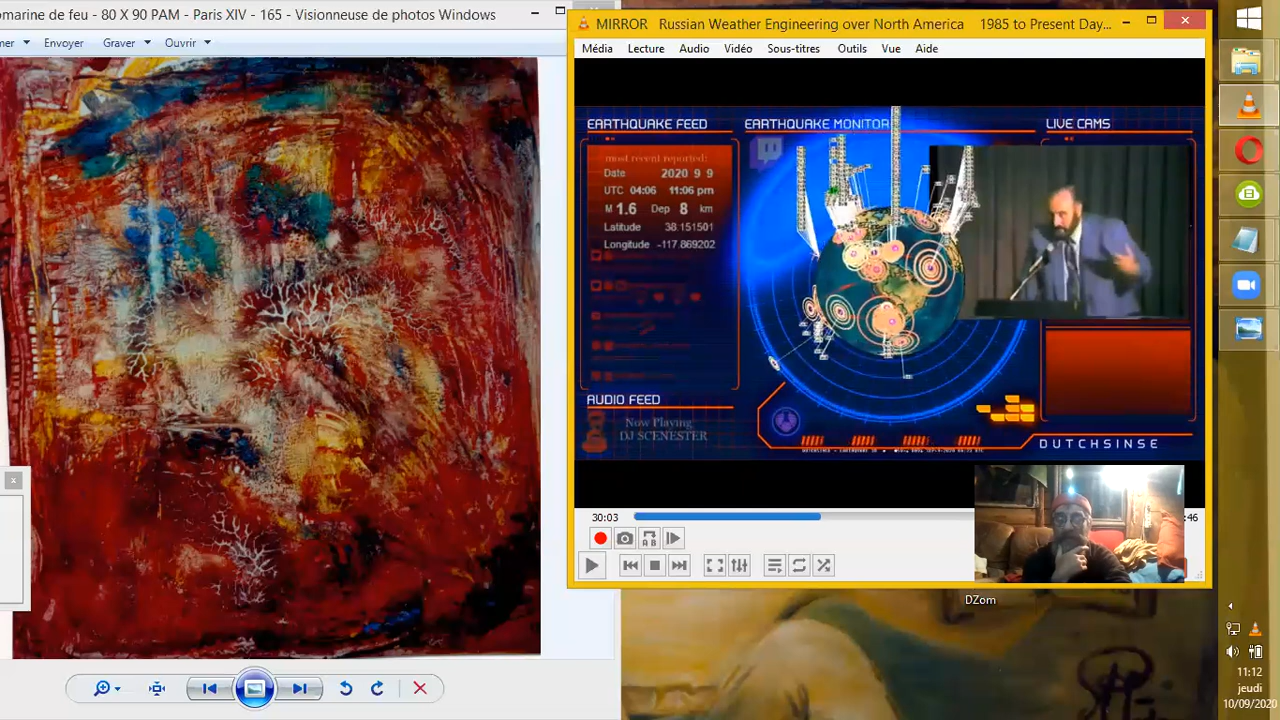 omarine de feu - 80 X 90 PAM - Paris XIV - 165 - Visionneuse de photos Windows
mer Envoyer Graver Ouvrir
MIRROR Russian Weather Engineering over North America 1985 to Present Day...
Média Lecture Audio Vidéo Sous-titres Outils Vue Aide
EARTHQUAKE FEED
most recent reported:
Date 2020 9 9
UTC 04:06 11:06 pm
M 1.6 Dep 8 km
Latitude 38.151501
Longitude -117.869202
AUDIO FEED
Now Playing
DJ SCENESTER
EARTHQUAKE MONITOR
LIVE CAMS
DUTCHSINSE
30:03
:46
DZom
11:12
jeudi
10/09/2020